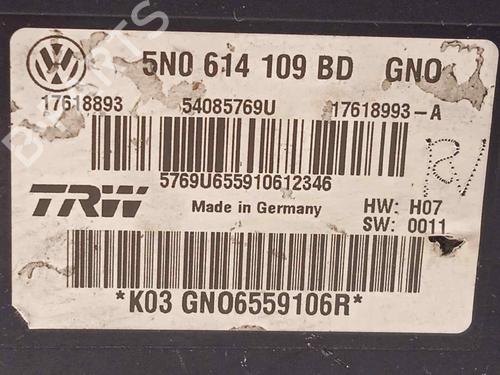 5N0 614 109 BD GNO
17618893 54085769U 17618993-A
5769U655910612346
TRW Made in Germany HW: H07
SW: 0011
*K03 GNO6559106R*